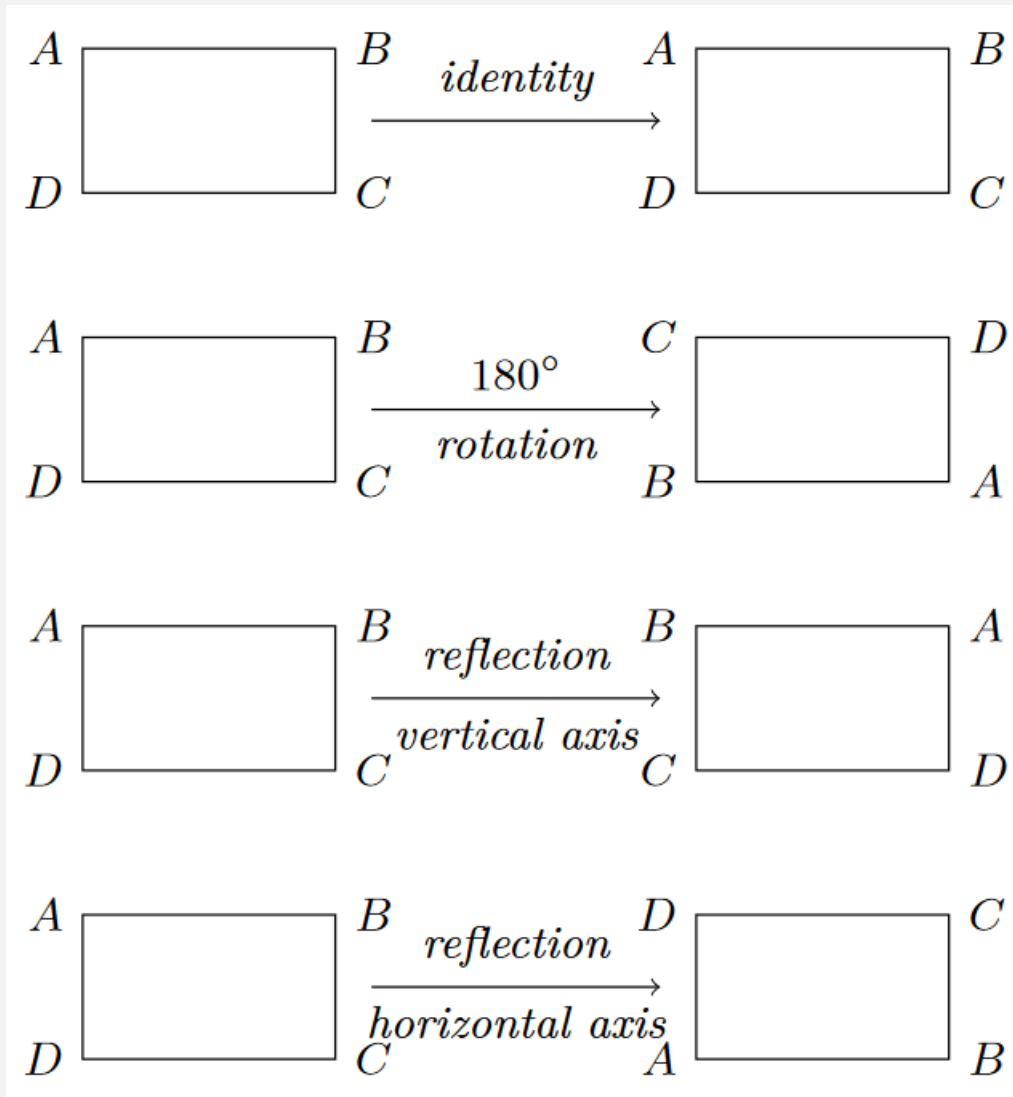 A B A B
identity
D C D C
A B C D
180°
rotation
D C B A
A B B A
reflection
vertical axis
D C C D
A B D C
reflection
horizontal axis
D C A B